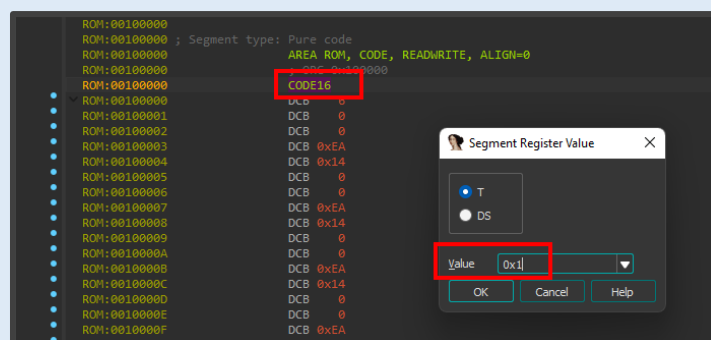 ROM:00100000
ROM:00100000 ; Segment type: Pure code
ROM:00100000 AREA ROM, CODE, READWRITE, ALIGN=0
ROM:00100000 ; ORG 0x100000
ROM:00100000 CODE16
ROM:00100000 DCB 6
ROM:00100001 DCB 0
ROM:00100002 DCB 0
ROM:00100003 DCB 0xEA
ROM:00100004 DCB 0x14
ROM:00100005 DCB 0
ROM:00100006 DCB 0
ROM:00100007 DCB 0xEA
ROM:00100008 DCB 0x14
ROM:00100009 DCB 0
ROM:0010000A DCB 0
ROM:0010000B DCB 0xEA
ROM:0010000C DCB 0x14
ROM:0010000D DCB 0
ROM:0010000E DCB 0
ROM:0010000F DCB 0xEA
Segment Register Value
T
DS
Value 0x1
OK Cancel Help